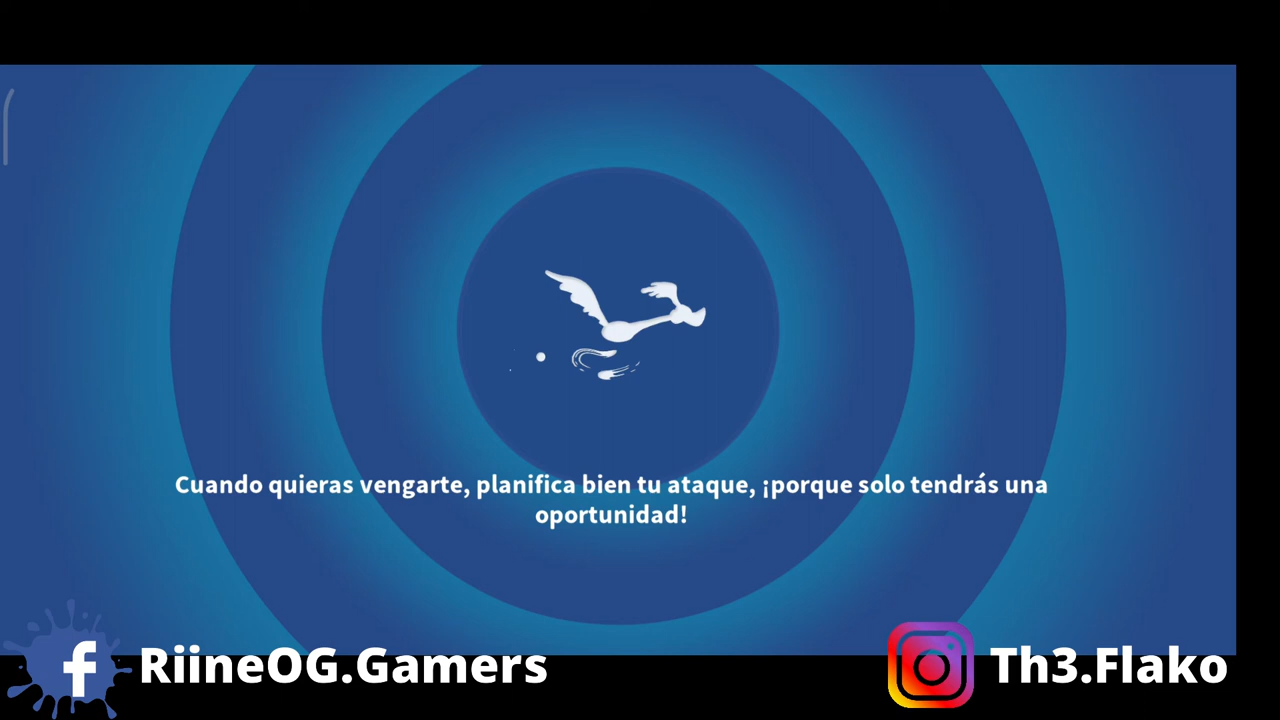 Cuando quieras vengarte, planifica bien tu ataque, ¡porque solo tendrás una
oportunidad!
RiineOG.Gamers
Th3.Flako